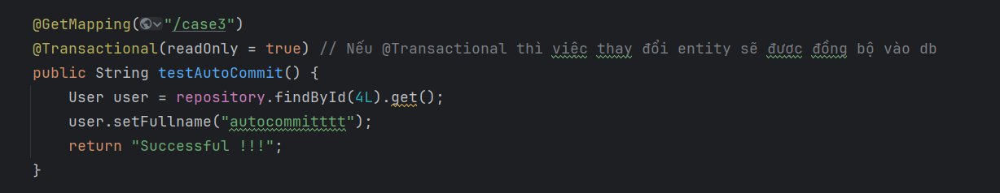 @GetMapping("/case3")
@Transactional(readOnly = true) // Nếu @Transactional thì việc thay đổi entity sẽ được đồng bộ vào db
public String testAutoCommit() {
    User user = repository.findById(4L).get();
    user.setFullname("autocommitttt");
    return "Successful !!!";
}